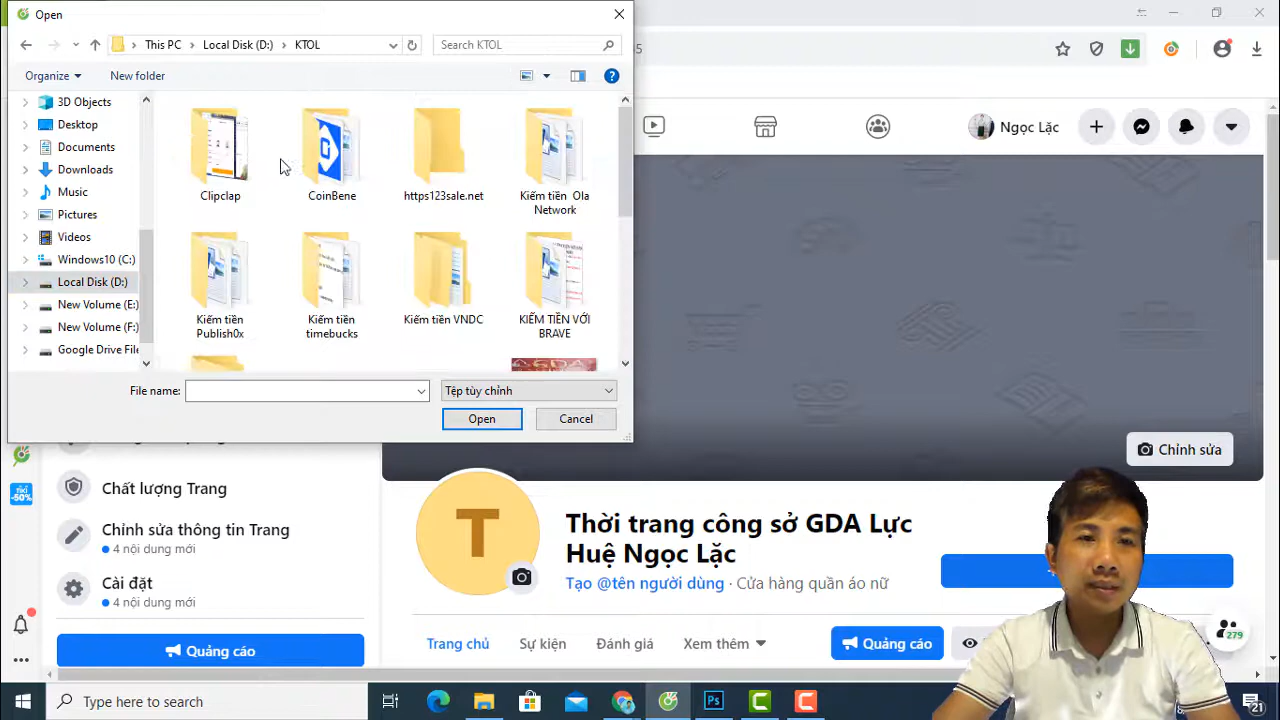 Open
This PC
Local Disk (D:)
KTOL
Search KTOL
Organize
New folder
3D Objects
Desktop
Documents
Downloads
Music
Pictures
Videos
Windows10 (C:)
Local Disk (D:)
New Volume (E:)
New Volume (F:)
Google Drive File
Clipclap
CoinBene
https123sale.net
Kiếm tiền Ola
Network
Kiếm tiền
Publish0x
Kiếm tiền
timebucks
Kiếm tiền VNDC
KIẾM TIỀN VỚI
BRAVE
File name:
Tệp tùy chỉnh
Open
Cancel
Ngọc Lặc
Chỉnh sửa
Chất lượng Trang
Chỉnh sửa thông tin Trang
4 nội dung mới
Cài đặt
4 nội dung mới
Quảng cáo
T
Thời trang công sở GDA Lực
Huệ Ngọc Lặc
Tạo @tên người dùng · Cửa hàng quần áo nữ
Trang chủ
Sự kiện
Đánh giá
Xem thêm
Quảng cáo
279
TIKI
-50%
Type here to search
Ps
21